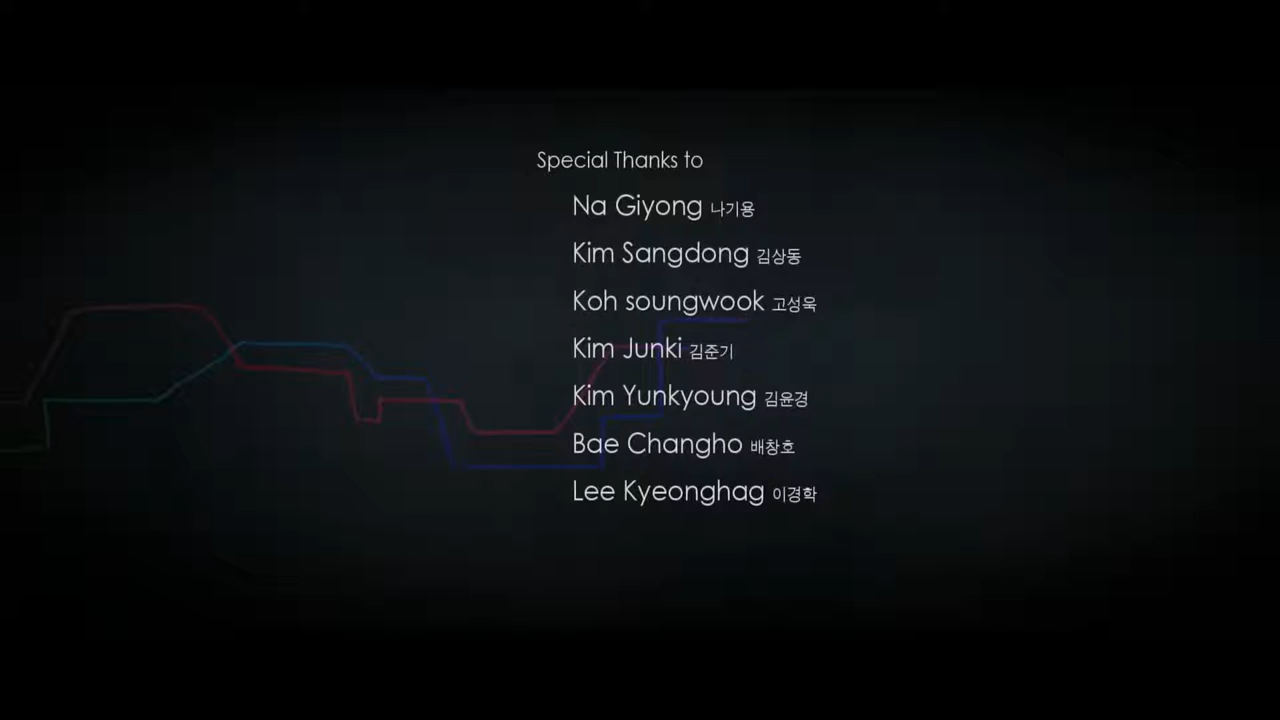 Special Thanks to
Na Giyong 나기용
Kim Sangdong 김상동
Koh soungwook 고성욱
Kim Junki 김준기
Kim Yunkyoung 김윤경
Bae Changho 배창호
Lee Kyeonghag 이경학